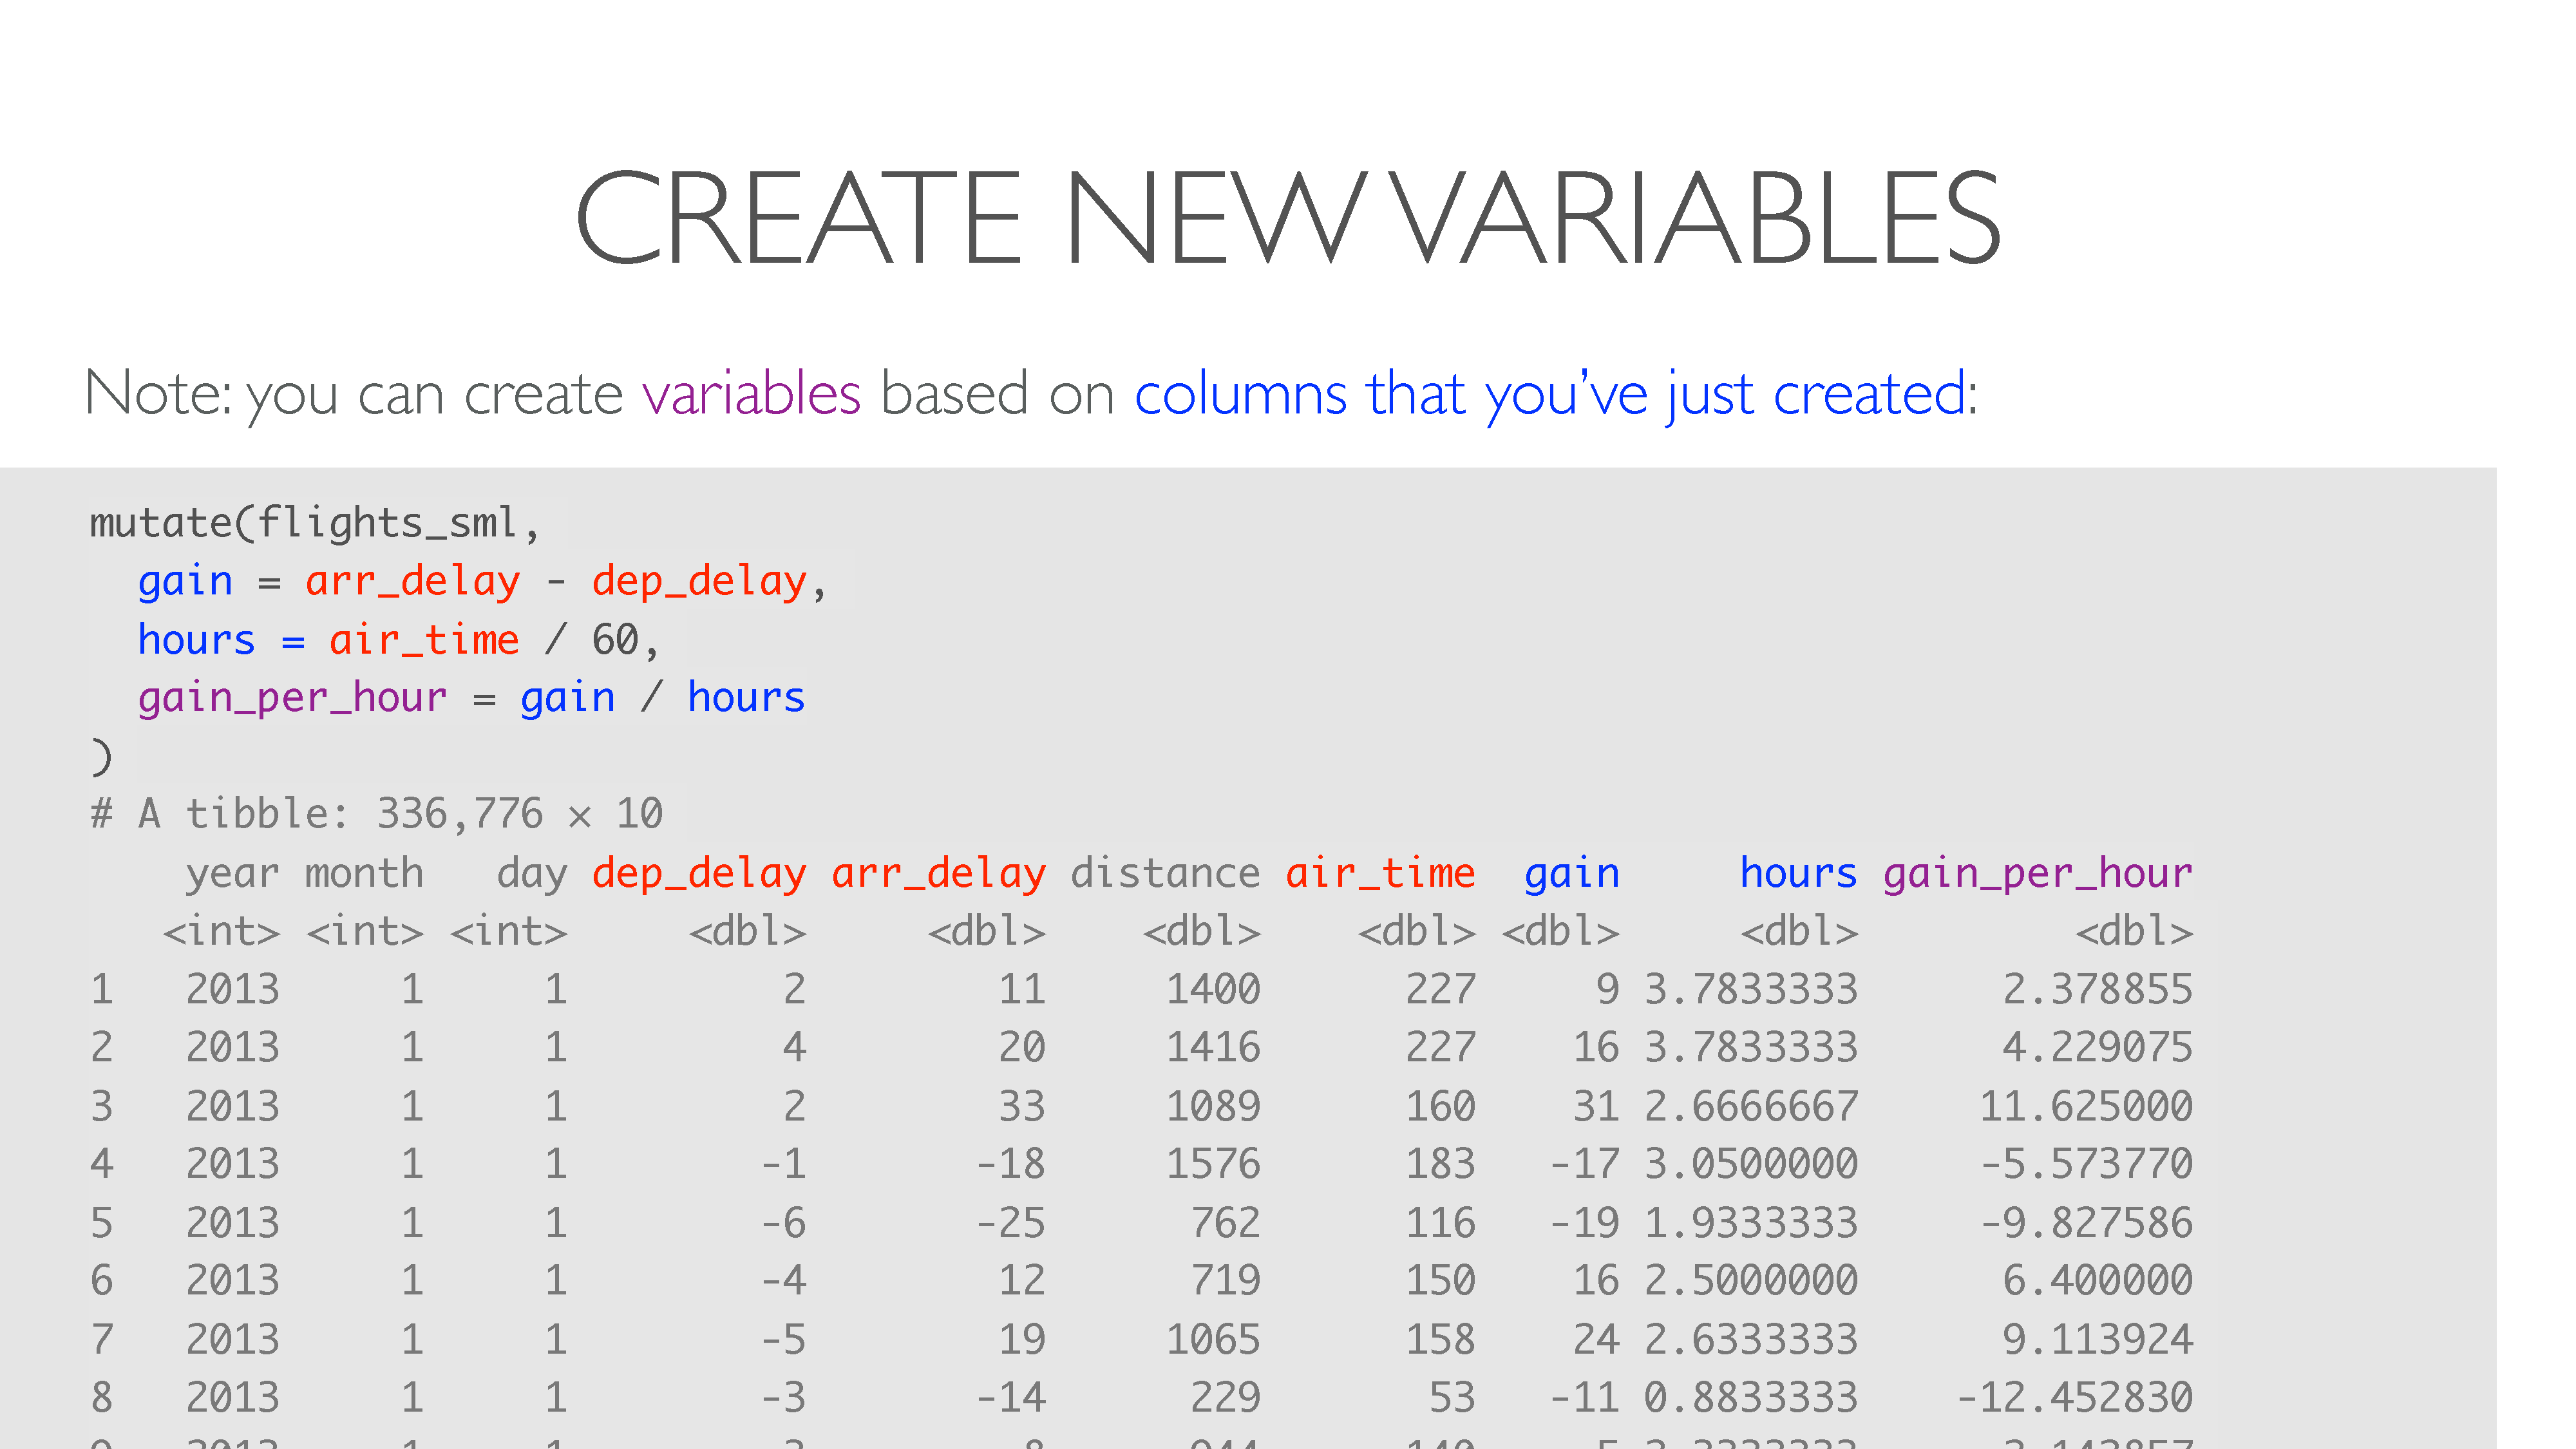 CREATE NEW VARIABLES
Note: you can create variables based on columns that you’ve just created:
mutate(flights_sml,
  gain = arr_delay - dep_delay,
  hours = air_time / 60,
  gain_per_hour = gain / hours
)
# A tibble: 336,776 × 10
    year month   day dep_delay arr_delay distance air_time  gain     hours gain_per_hour
   <int> <int> <int>     <dbl>     <dbl>    <dbl>    <dbl> <dbl>     <dbl>         <dbl>
1   2013     1     1         2        11     1400      227     9 3.7833333      2.378855
2   2013     1     1         4        20     1416      227    16 3.7833333      4.229075
3   2013     1     1         2        33     1089      160    31 2.6666667     11.625000
4   2013     1     1        -1       -18     1576      183   -17 3.0500000     -5.573770
5   2013     1     1        -6       -25      762      116   -19 1.9333333     -9.827586
6   2013     1     1        -4        12      719      150    16 2.5000000      6.400000
7   2013     1     1        -5        19     1065      158    24 2.6333333      9.113924
8   2013     1     1        -3       -14      229       53   -11 0.8833333    -12.452830